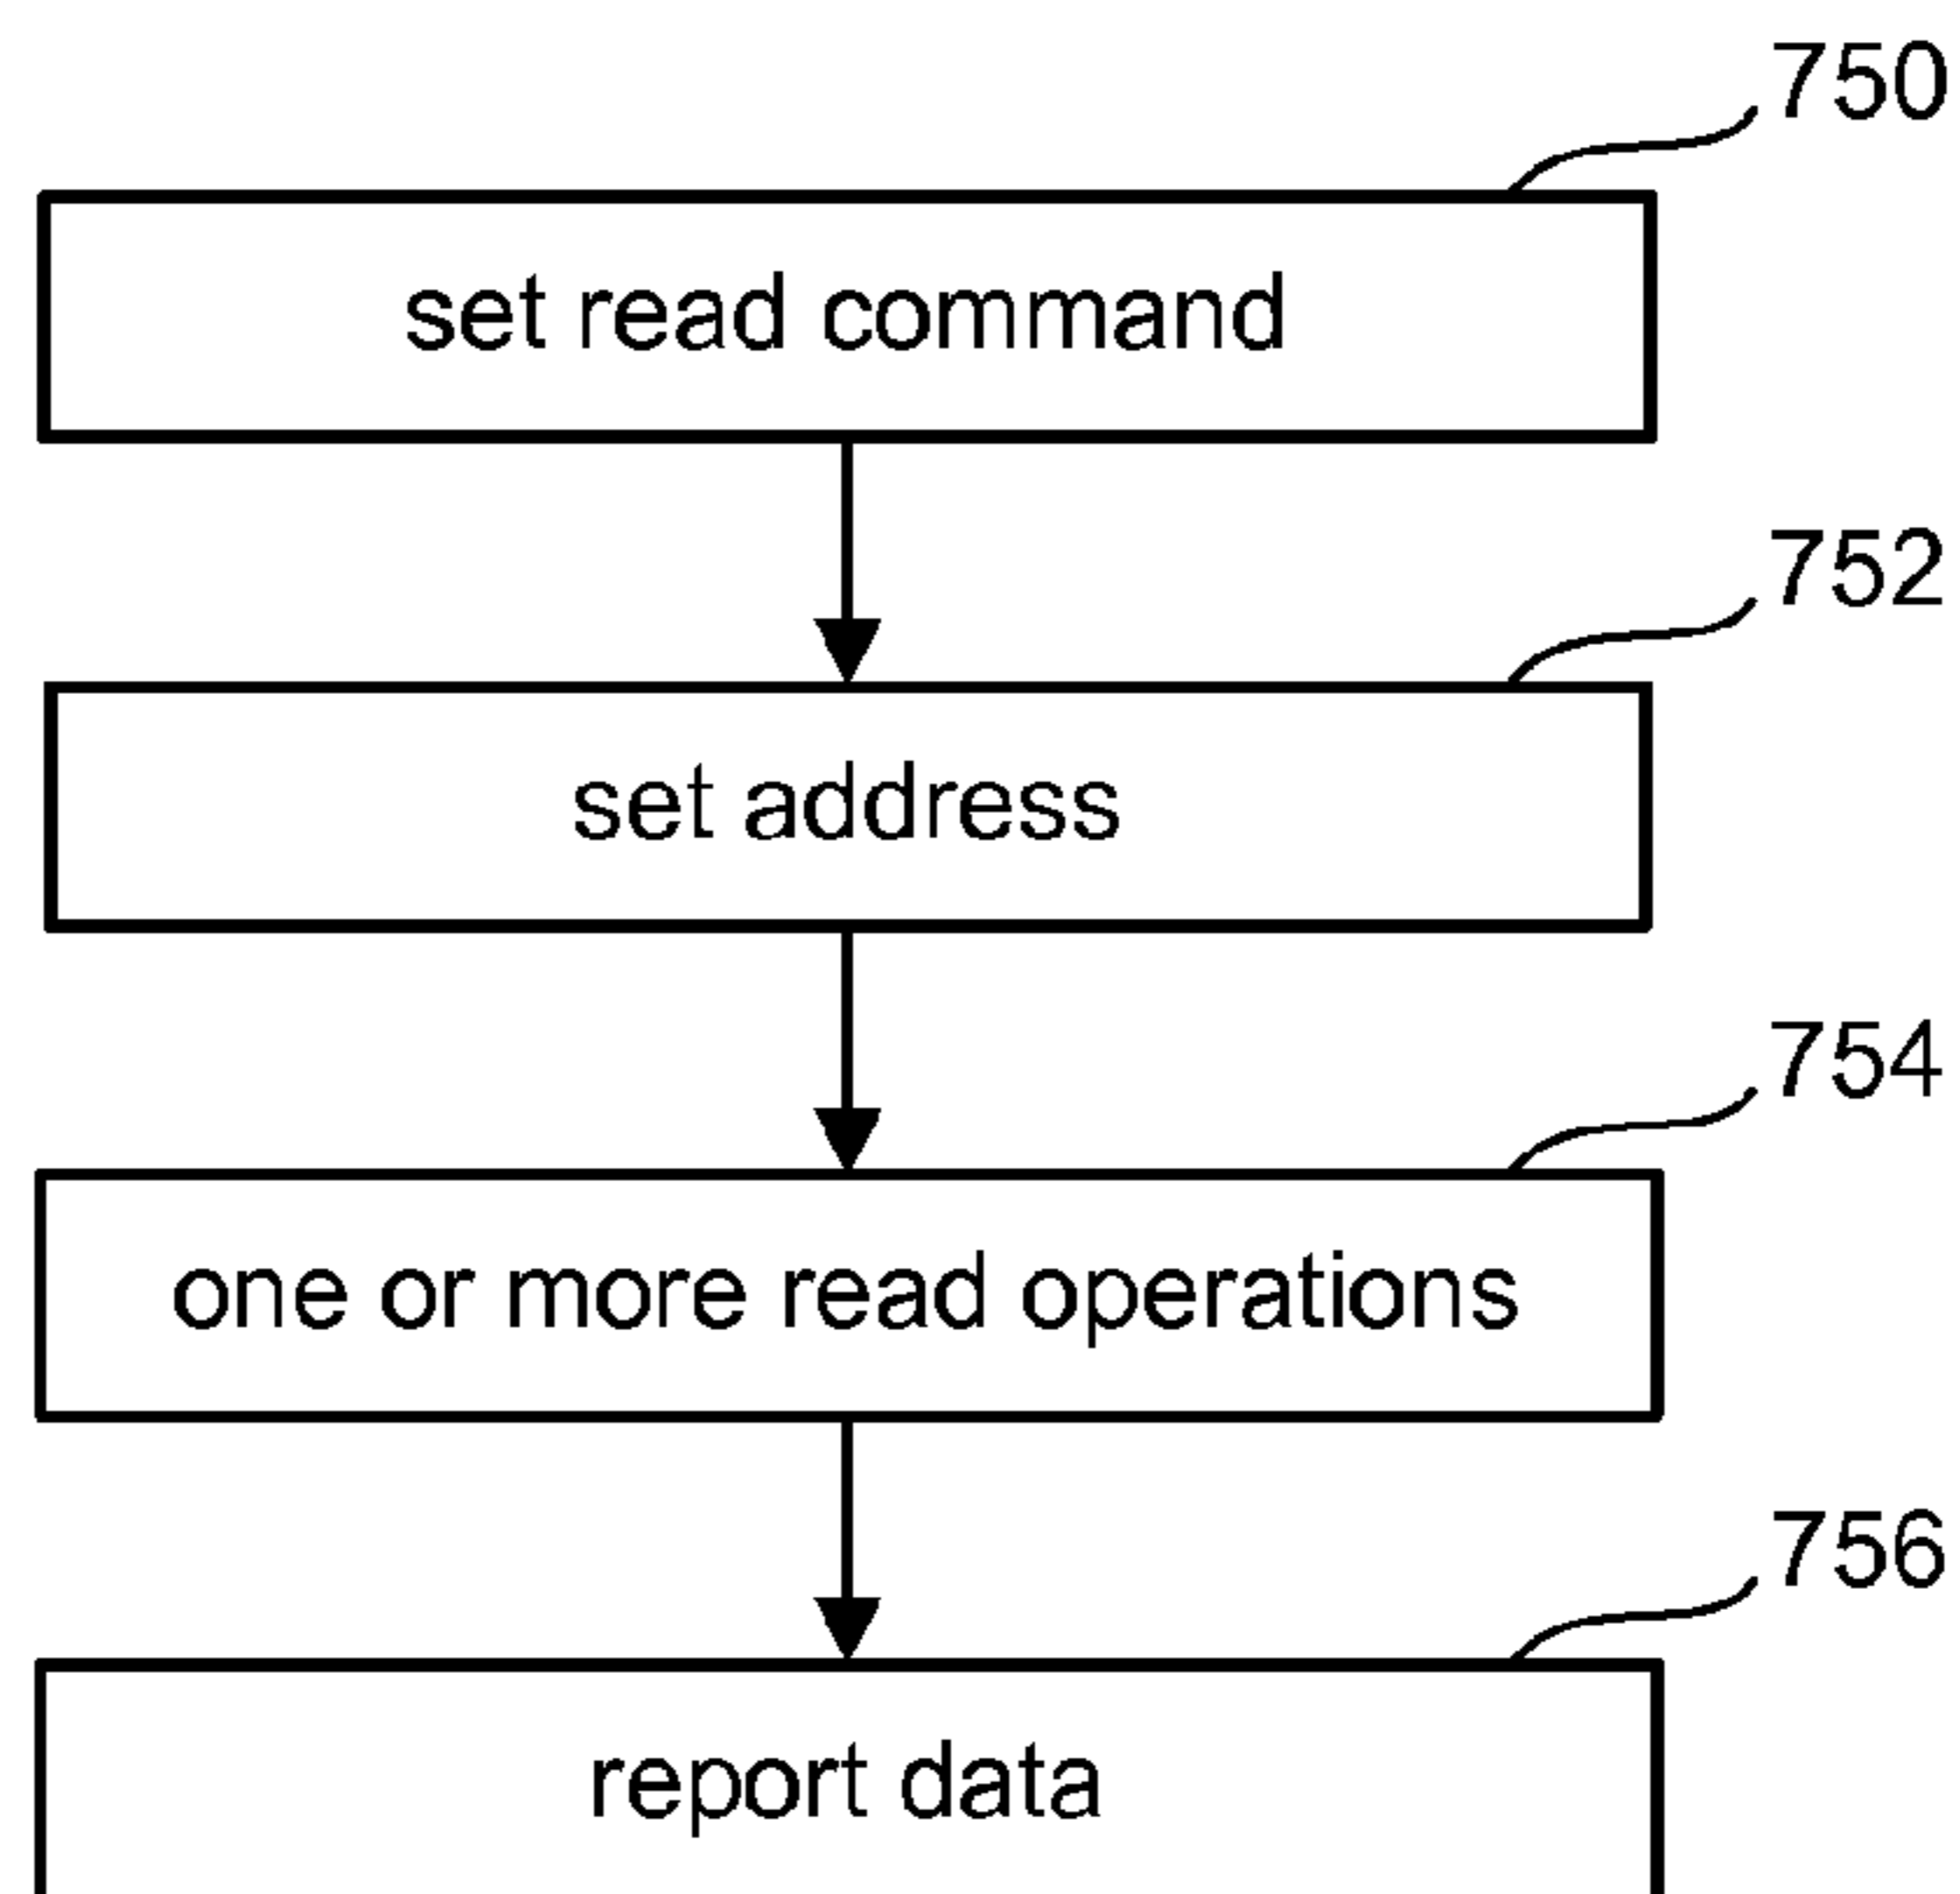 750
set read command
752
set address
754
one or more read operations
756
report data